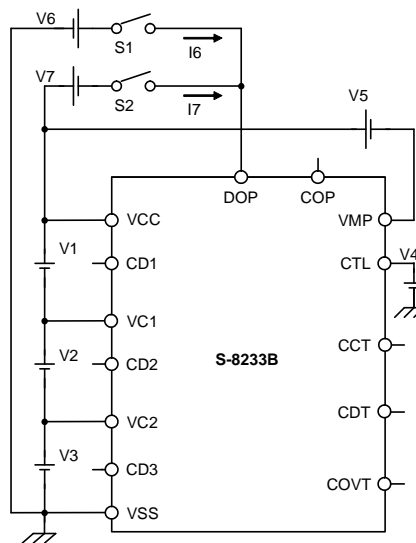 V6
S1
I6
V7
S2
I7
V5
DOP
COP
VCC
VMP
V1
CD1
CTL
V4
VC1
V2
CD2
S-8233B
CCT
VC2
CDT
V3
CD3
COVT
VSS